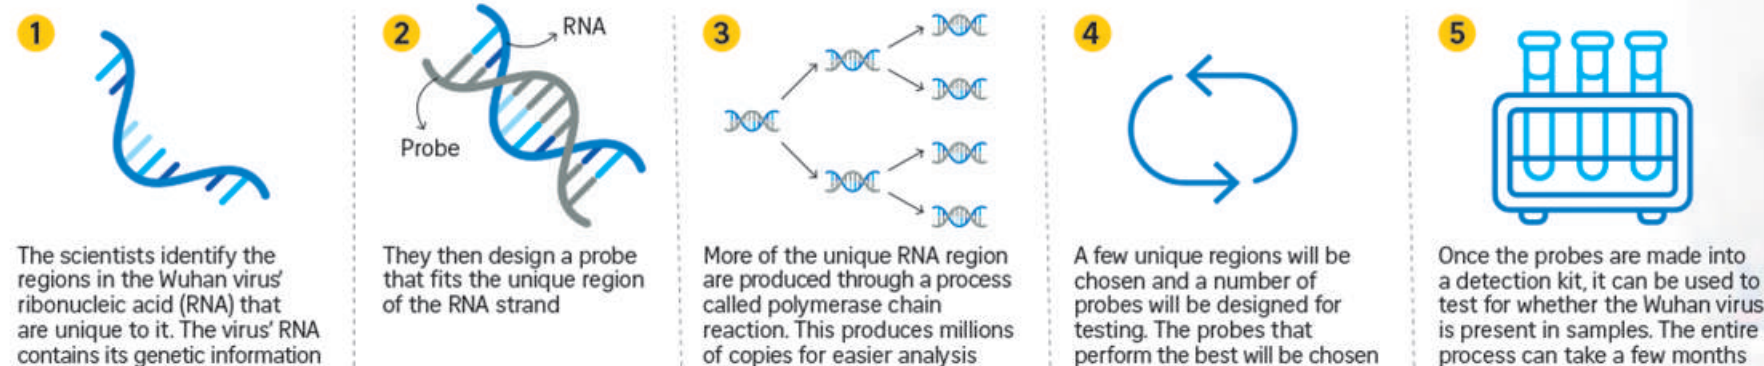 1
The scientists identify the
regions in the Wuhan virus’
ribonucleic acid (RNA) that
are unique to it. The virus’ RNA
contains its genetic information
2
RNA
Probe
They then design a probe
that fits the unique region
of the RNA strand
3
More of the unique RNA region
are produced through a process
called polymerase chain
reaction. This produces millions
of copies for easier analysis
4
A few unique regions will be
chosen and a number of
probes will be designed for
testing. The probes that
perform the best will be chosen
5
Once the probes are made into
a detection kit, it can be used to
test for whether the Wuhan virus
is present in samples. The entire
process can take a few months